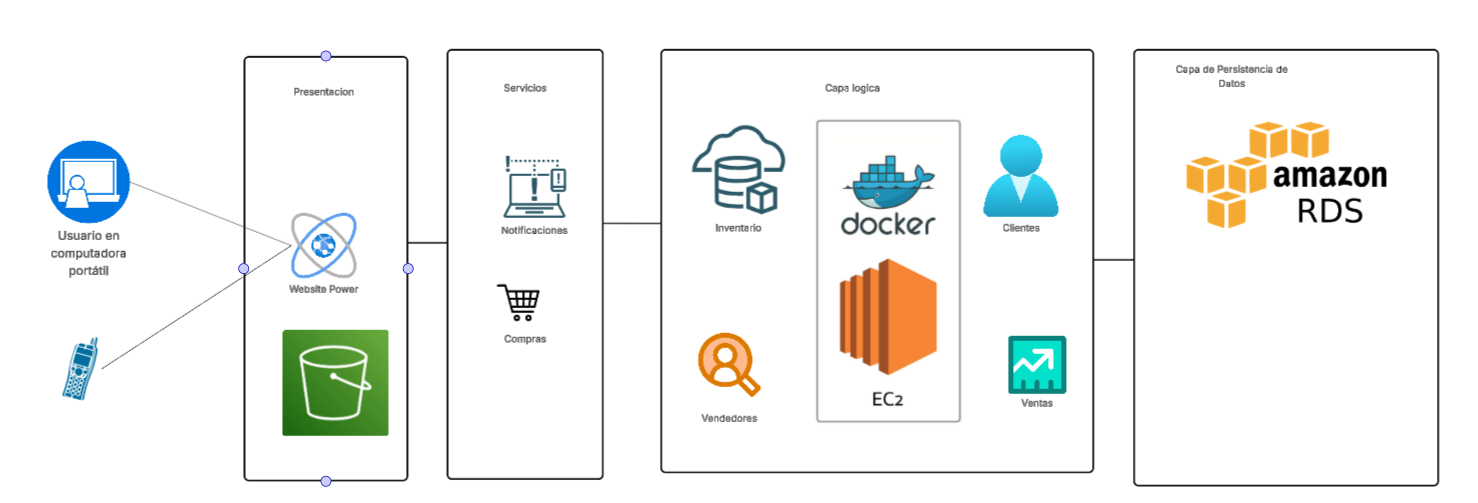 Usuario en
computadora
portátil
Presentacion
Website Power
Servicios
Notificaciones
Compras
Capa logica
Inventario
docker
Clientes
EC2
Vendedores
Ventas
Capa de Persistencia de
Datos
amazon
RDS